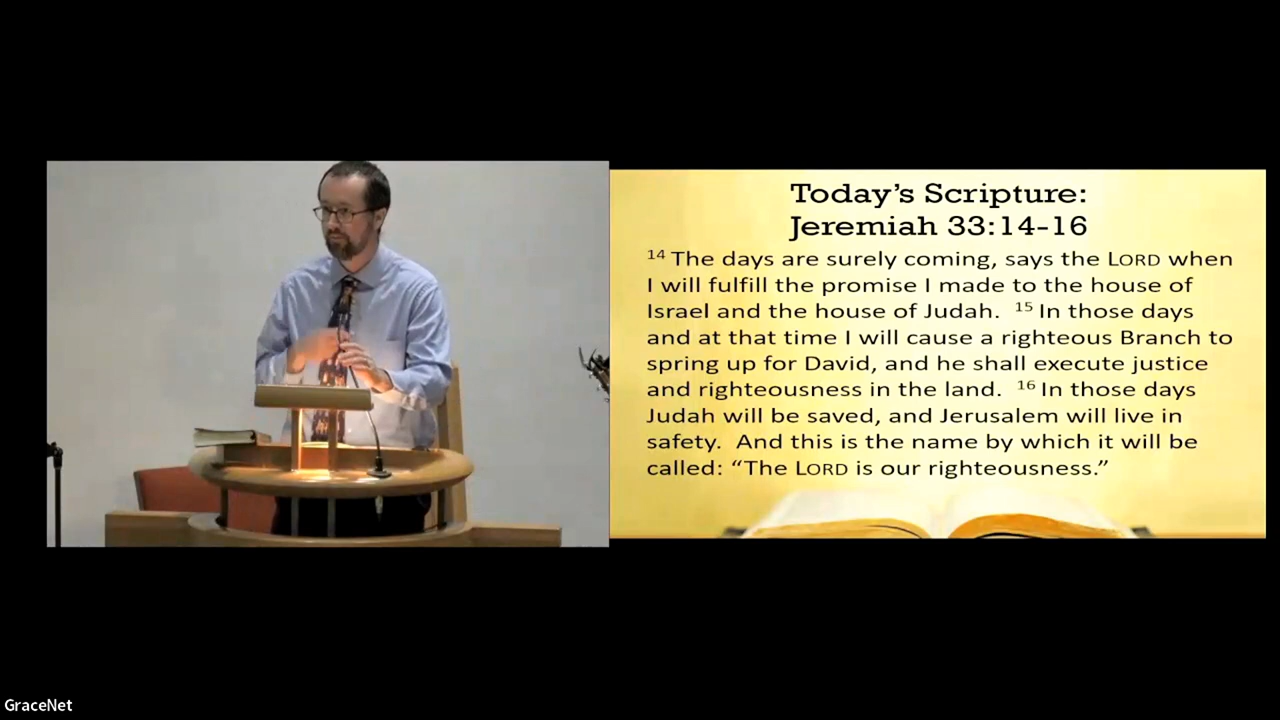 Today’s Scripture:
Jeremiah 33:14-16
14 The days are surely coming, says the LORD when
I will fulfill the promise I made to the house of
Israel and the house of Judah. 15 In those days
and at that time I will cause a righteous Branch to
spring up for David, and he shall execute justice
and righteousness in the land. 16 In those days
Judah will be saved, and Jerusalem will live in
safety. And this is the name by which it will be
called: “The LORD is our righteousness.”
GraceNet